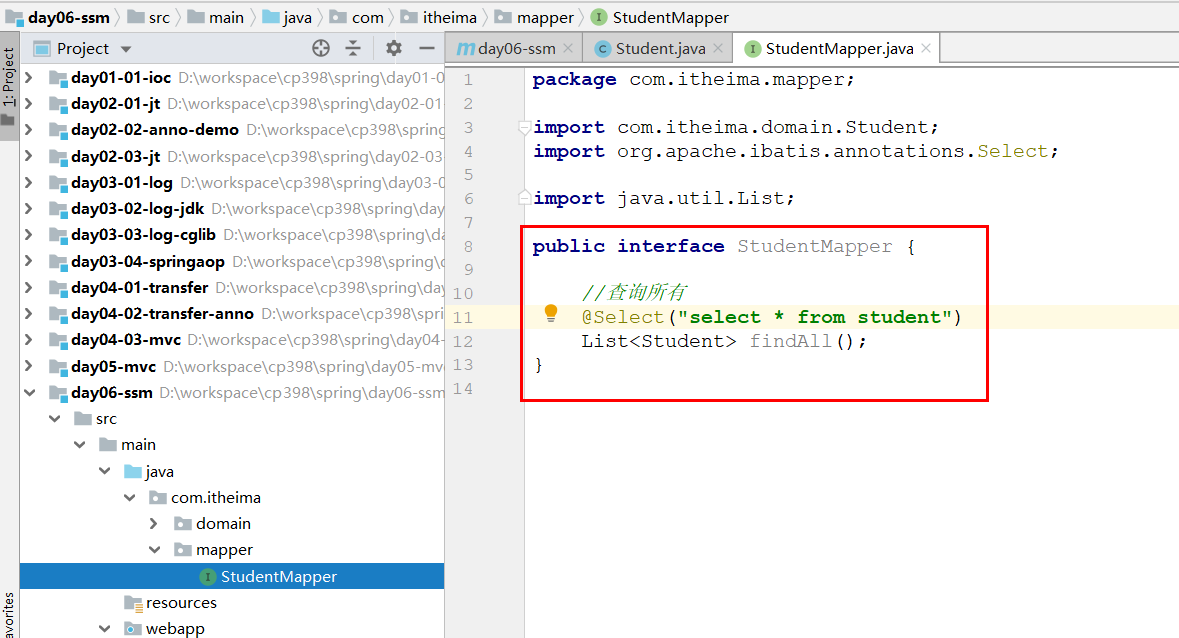 day06-ssm src main java com itheima mapper StudentMapper
1: Project
Project
day06-ssm Student.java StudentMapper.java
day01-01-ioc D:\workspace\cp398\spring\day01-0
day02-01-jt D:\workspace\cp398\spring\day02-01
day02-02-anno-demo D:\workspace\cp398\spring
day02-03-jt D:\workspace\cp398\spring\day02-03
day03-01-log D:\workspace\cp398\spring\day03-0
day03-02-log-jdk D:\workspace\cp398\spring\day
day03-03-log-cglib D:\workspace\cp398\spring\da
day03-04-springaop D:\workspace\cp398\spring\
day04-01-transfer D:\workspace\cp398\spring\day
day04-02-transfer-anno D:\workspace\cp398\spri
day04-03-mvc D:\workspace\cp398\spring\day04-
day05-mvc D:\workspace\cp398\spring\day05-mv
day06-ssm D:\workspace\cp398\spring\day06-ssm
src
main
java
com.itheima
domain
mapper
StudentMapper
resources
webapp
avorites
1 package com.itheima.mapper;
2
3 import com.itheima.domain.Student;
4 import org.apache.ibatis.annotations.Select;
5
6 import java.util.List;
7
8 public interface StudentMapper {
9
10 //查询所有
11 @Select("select * from student")
12 List<Student> findAll();
13 }
14